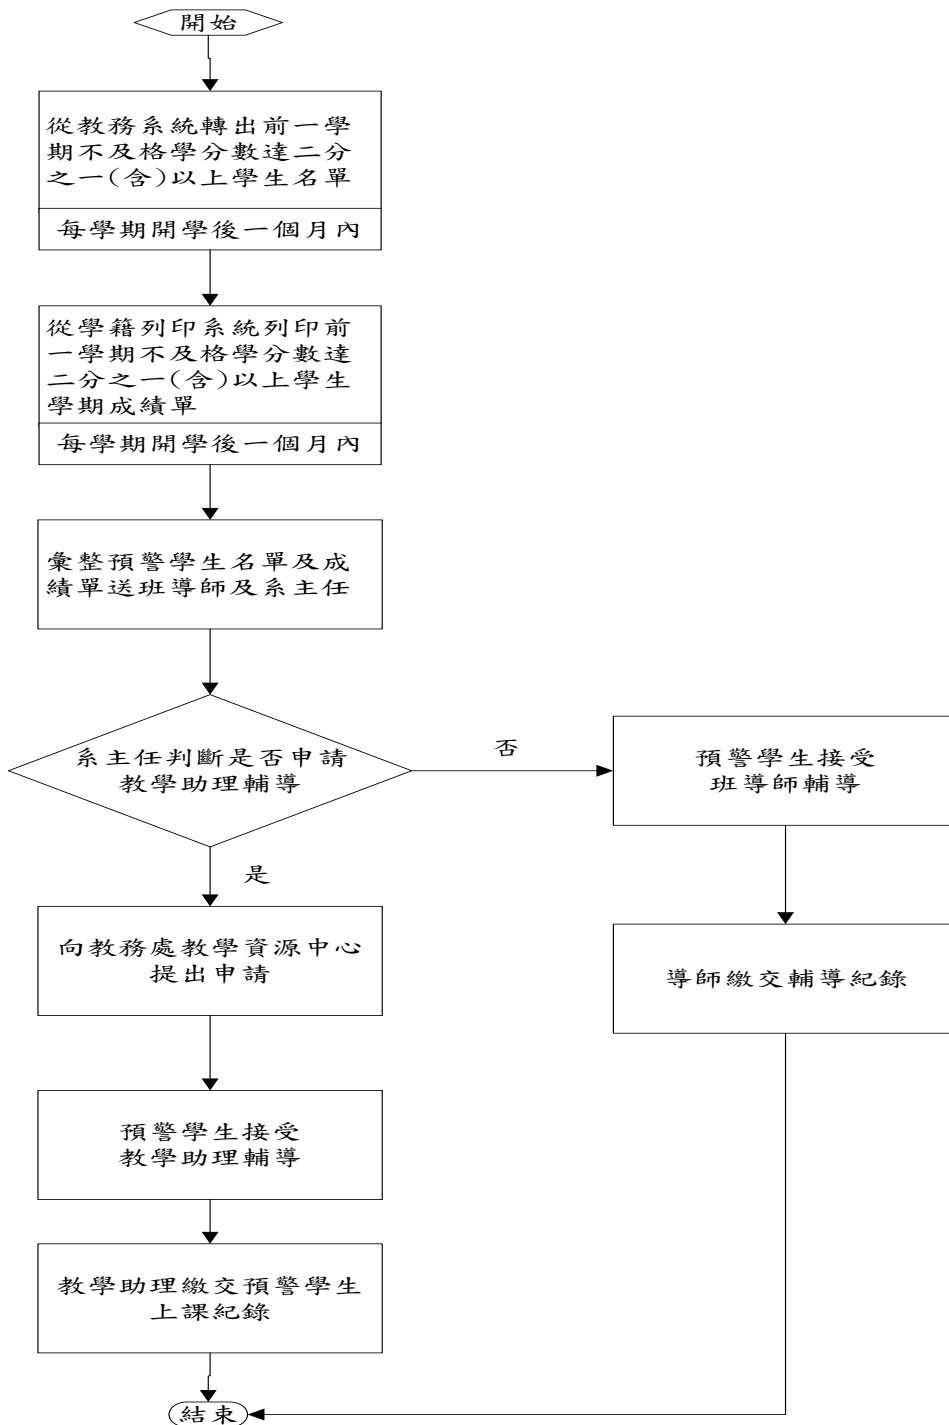 開始
從教務系統轉出前一學
期不及格學分數達二分
之一(含)以上學生名單
每學期開學後一個月內
從學籍列印系統列印前
一學期不及格學分數達
二分之一(含)以上學生
學期成績單
每學期開學後一個月內
彙整預警學生名單及成
績單送班導師及系主任
系主任判斷是否申請
教學助理輔導
否
預警學生接受
班導師輔導
是
向教務處教學資源中心
提出申請
導師繳交輔導紀錄
預警學生接受
教學助理輔導
教學助理繳交預警學生
上課紀錄
結束